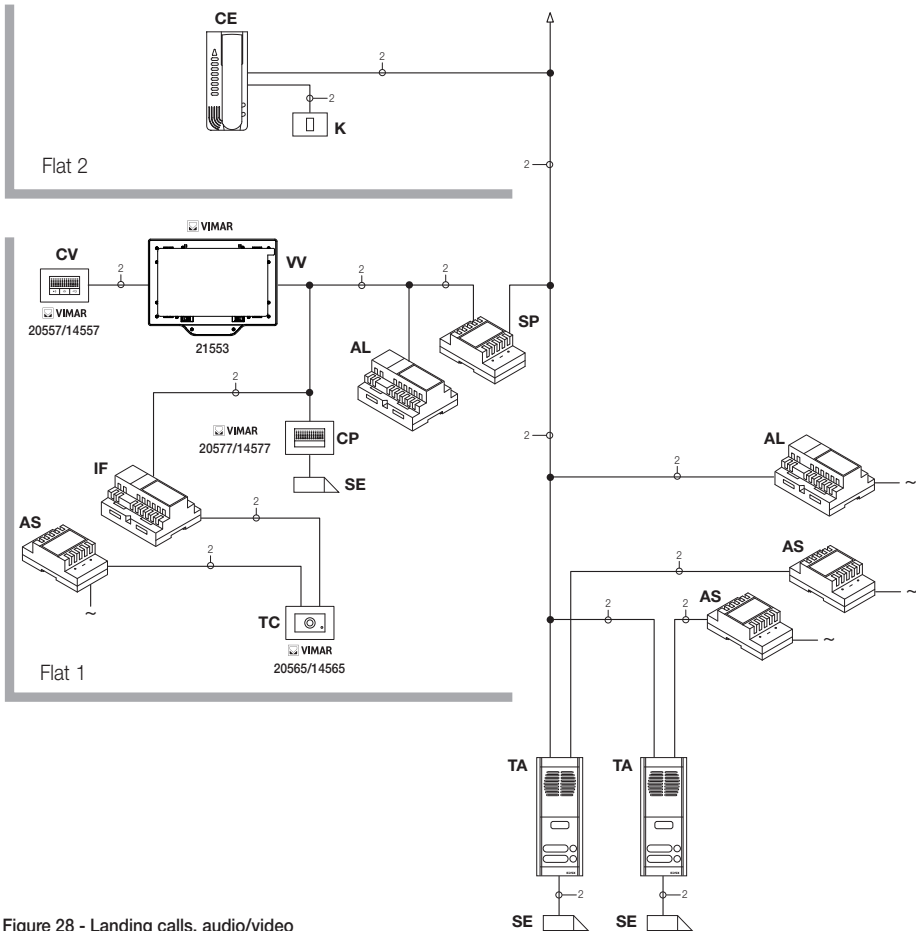 CE
2
2
K
Flat 2
2
VIMAR
CV
2
VV
2
2
VIMAR
20557/14557
21553
SP
AL
2
VIMAR
20577/14577
CP
2
AL
IF
SE
2
~
2
AS
2
2
AS
~
~
2
2
AS
~
TC
VIMAR
20565/14565
Flat 1
TA
TA
2
2
SE
SE
Figure 28 - Landing calls, audio/video